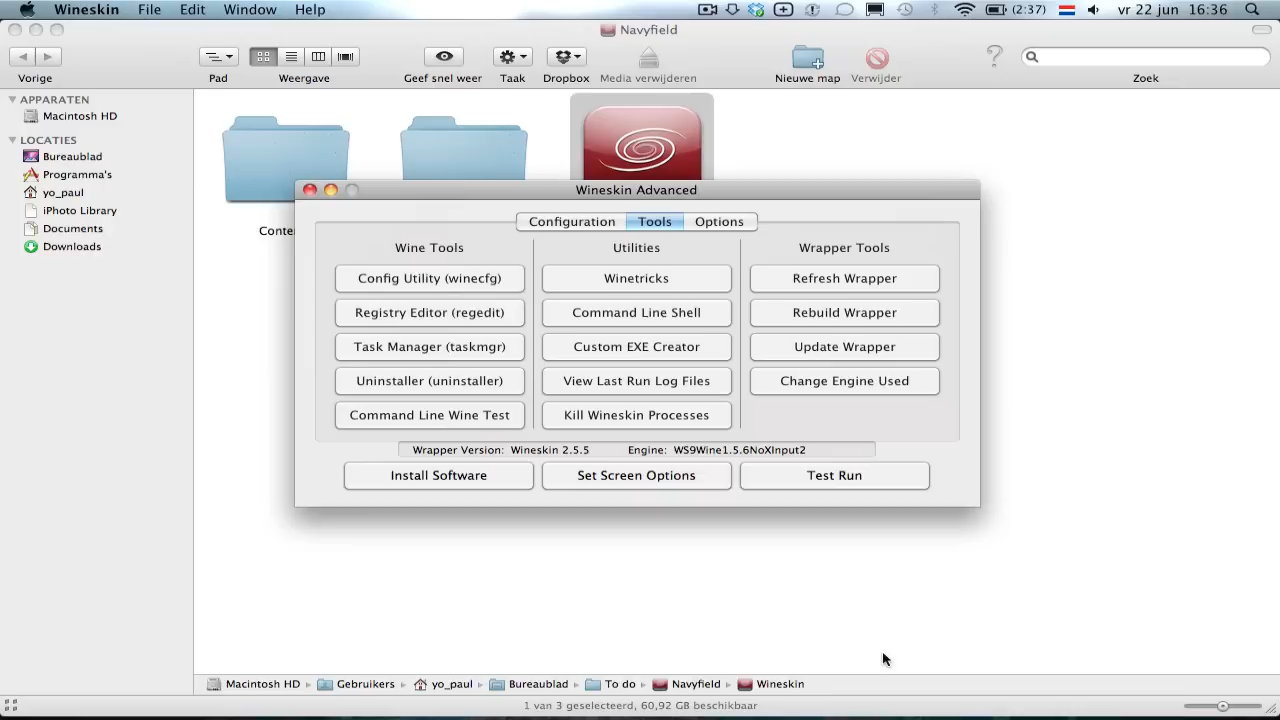 Wineskin File Edit Window Help (2:37) vr 22 jun 16:36
Navyfield
Vorige Pad Weergave Geef snel weer Taak Dropbox Media verwijderen Nieuwe map Verwijder Zoek
APPARATEN
Macintosh HD
LOCATIES
Bureaublad
Programma's
yo_paul
iPhoto Library
Documents
Downloads
Conte
Wineskin Advanced
Configuration Tools Options
Wine Tools Utilities Wrapper Tools
Config Utility (winecfg) Winetricks Refresh Wrapper
Registry Editor (regedit) Command Line Shell Rebuild Wrapper
Task Manager (taskmgr) Custom EXE Creator Update Wrapper
Uninstaller (uninstaller) View Last Run Log Files Change Engine Used
Command Line Wine Test Kill Wineskin Processes
Wrapper Version: Wineskin 2.5.5 Engine: WS9Wine1.5.6NoXInput2
Install Software Set Screen Options Test Run
Macintosh HD Gebruikers yo_paul Bureaublad To do Navyfield Wineskin
1 van 3 geselecteerd, 60,92 GB beschikbaar